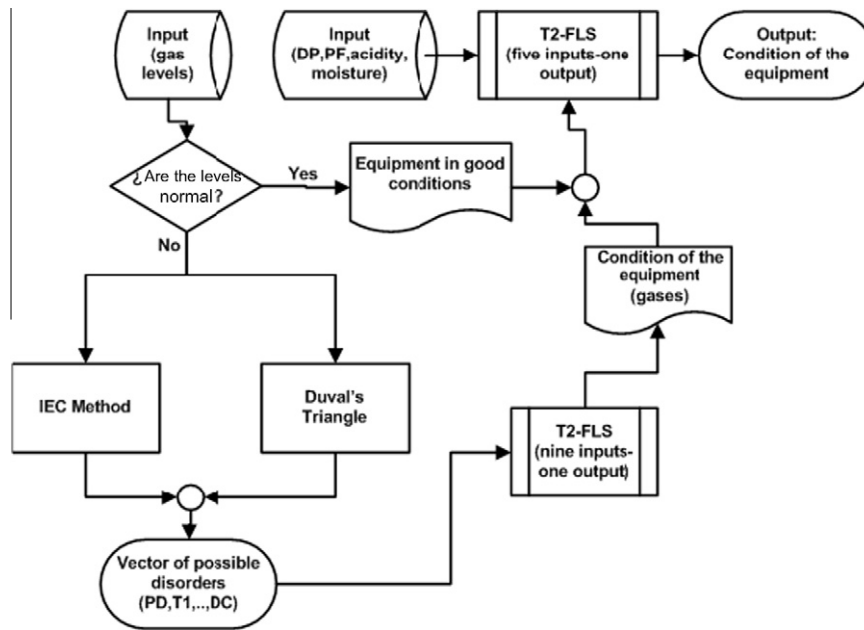 Input
(gas
levels)
Input
(DP,PF,acidity,
moisture)
T2-FLS
(five inputs-one
output)
Output:
Condition of the
equipment
¿Are the levels
normal?
Yes
Equipment in good
conditions
No
Condition of the
equipment
(gases)
IEC Method
Duval's
Triangle
T2-FLS
(nine inputs-
one output)
Vector of possible
disorders
(PD,T1,..,DC)